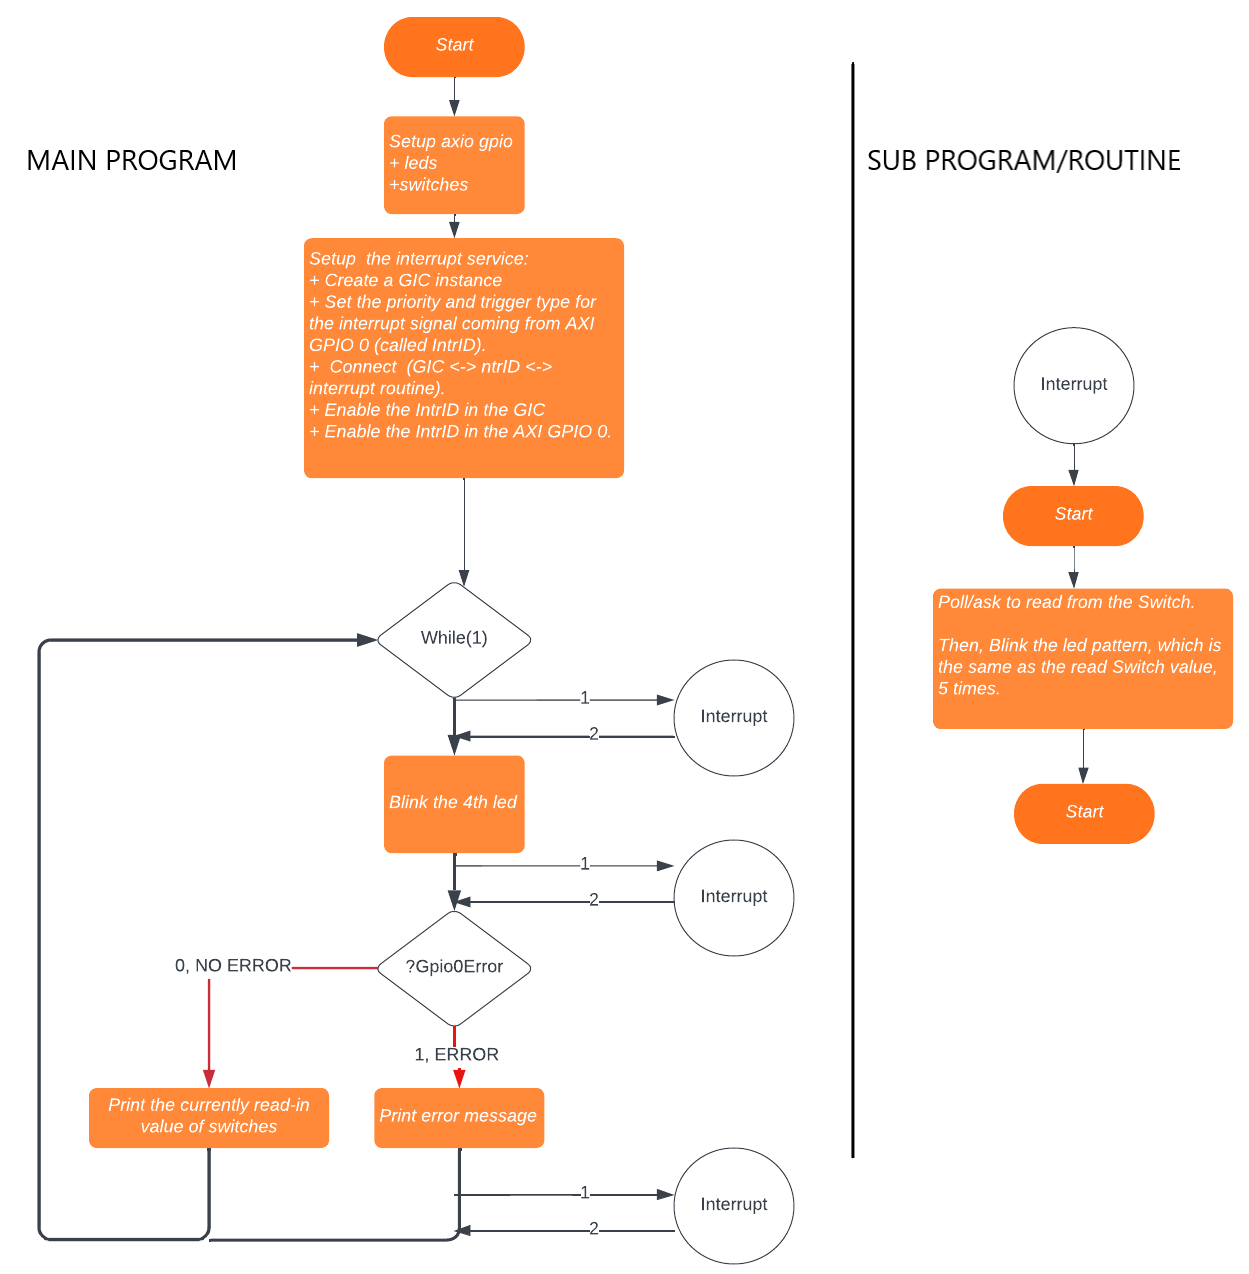 Start
MAIN PROGRAM
Setup axio gpio
+ leds
+switches
Setup  the interrupt service:
+ Create a GIC instance
+ Set the priority and trigger type for
the interrupt signal coming from AXI
GPIO 0 (called IntrID).
+  Connect  (GIC <-> ntrID <->
interrupt routine).
+ Enable the IntrID in the GIC
+ Enable the IntrID in the AXI GPIO 0.
While(1)
1
2
Interrupt
Blink the 4th led
1
2
Interrupt
?Gpio0Error
0, NO ERROR
1, ERROR
Print the currently read-in
value of switches
Print error message
1
2
Interrupt
SUB PROGRAM/ROUTINE
Interrupt
Start
Poll/ask to read from the Switch.
Then, Blink the led pattern, which is
the same as the read Switch value,
5 times.
Start